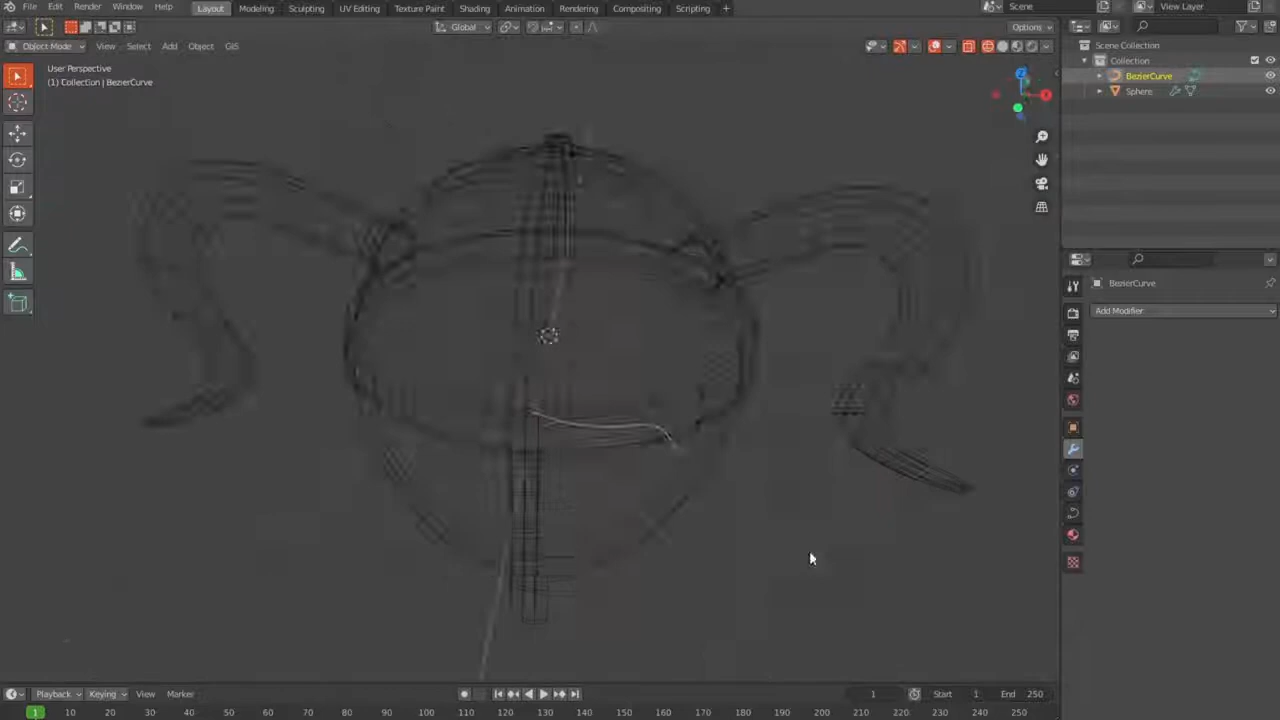 File Edit Render Window Help Layout Modeling Sculpting UV Editing Texture Paint Shading Animation Rendering Compositing Scripting + Scene View Layer
Global Options
Object Mode View Select Add Object GIS
Scene Collection
Collection
BezierCurve
Sphere
User Perspective
(1) Collection | BezierCurve
BezierCurve
Add Modifier
Playback Keying View Marker 1 Start 1 End 250
1 10 20 30 40 50 60 70 80 90 100 110 120 130 140 150 160 170 180 190 200 210 220 230 240 250